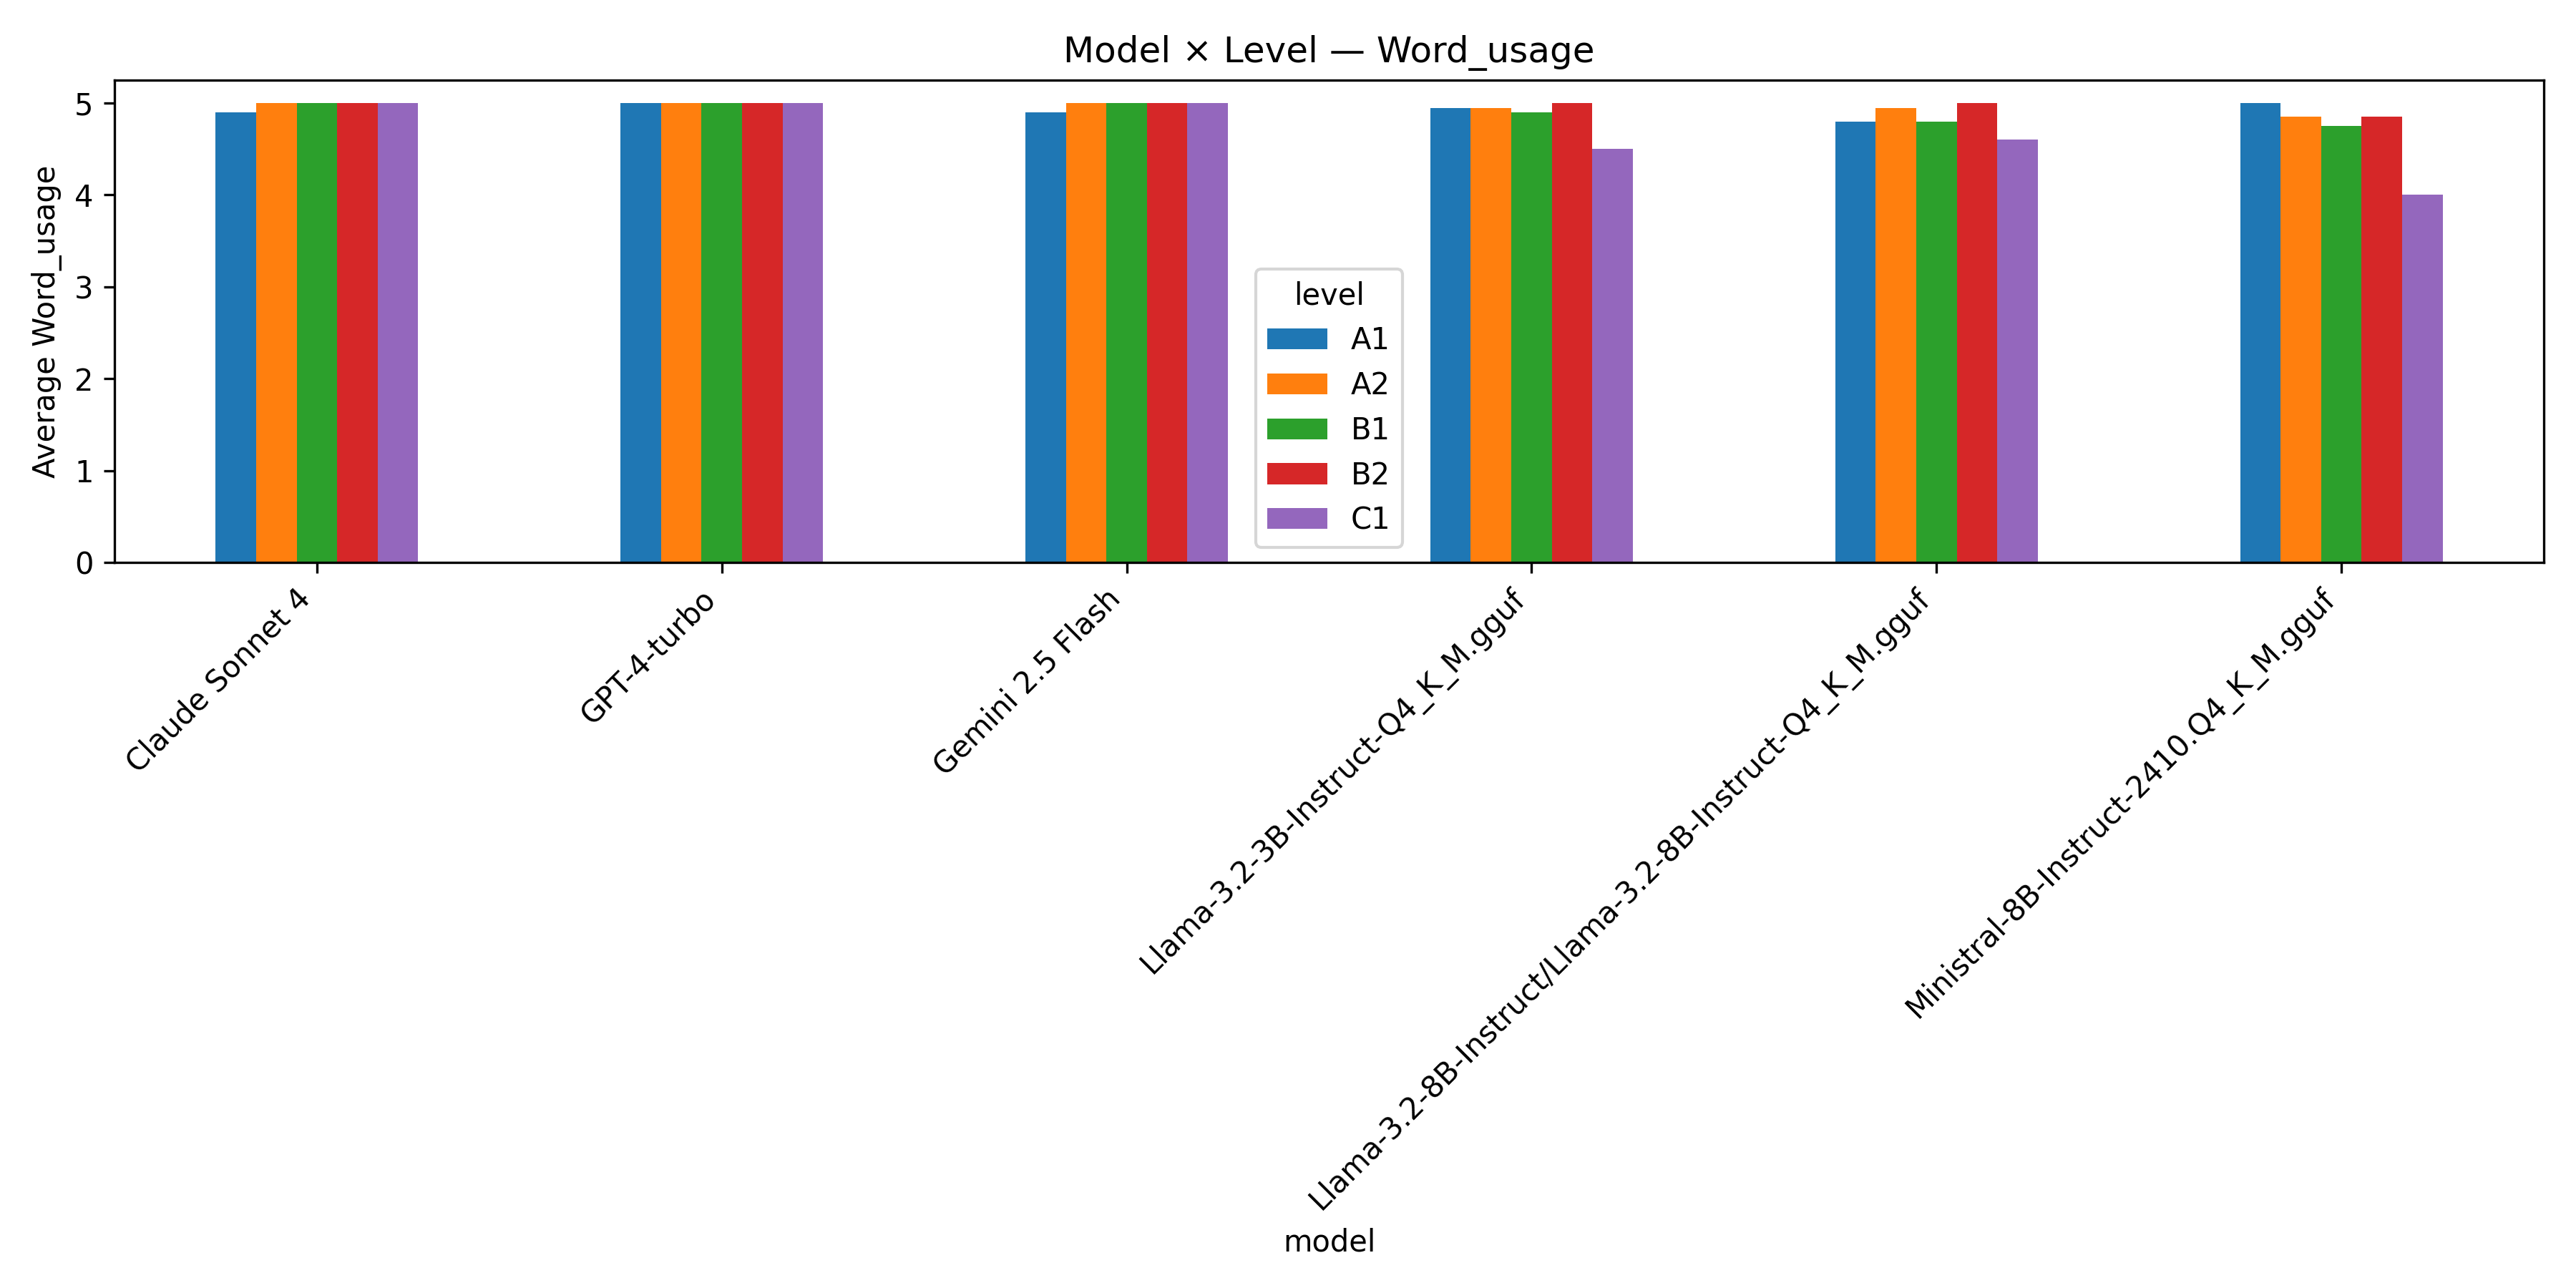 Model × Level — Word_usage
Average Word_usage
5
4
3
2
1
0
level
A1
A2
B1
B2
C1
Claude Sonnet 4
GPT-4-turbo
Gemini 2.5 Flash
Llama-3.2-3B-Instruct-Q4_K_M.gguf
Llama-3.2-8B-Instruct/Llama-3.2-8B-Instruct-Q4_K_M.gguf
Ministral-8B-Instruct-2410.Q4_K_M.gguf
model